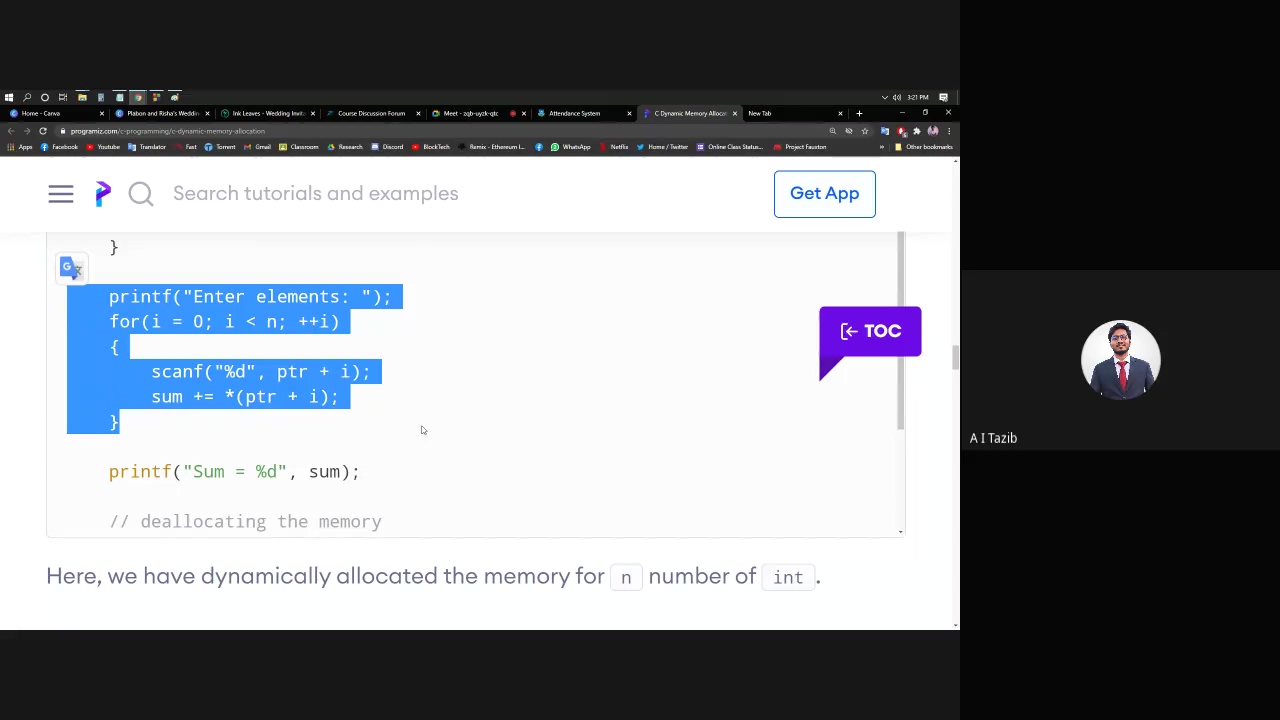 3:21 PM
Home - Canva
Plabon and Risha's Weddin
Ink Leaves - Wedding Invita
Course Discussion Forum
Meet - zqb-uyzk-qtc
Attendance System
C Dynamic Memory Allocat
New Tab
programiz.com/c-programming/c-dynamic-memory-allocation
Apps
Facebook
Youtube
Translator
Fast
Torrent
Gmail
Classroom
Research
Discord
BlockTech
Remix - Ethereum I...
WhatsApp
Netflix
Home / Twitter
Online Class Status...
Project Fauston
Other bookmarks
Search tutorials and examples
Get App
}
printf("Enter elements: ");
for(i = 0; i < n; ++i)
{
scanf("%d", ptr + i);
sum += *(ptr + i);
}
TOC
printf("Sum = %d", sum);
// deallocating the memory
Here, we have dynamically allocated the memory for n number of int.
A I Tazib